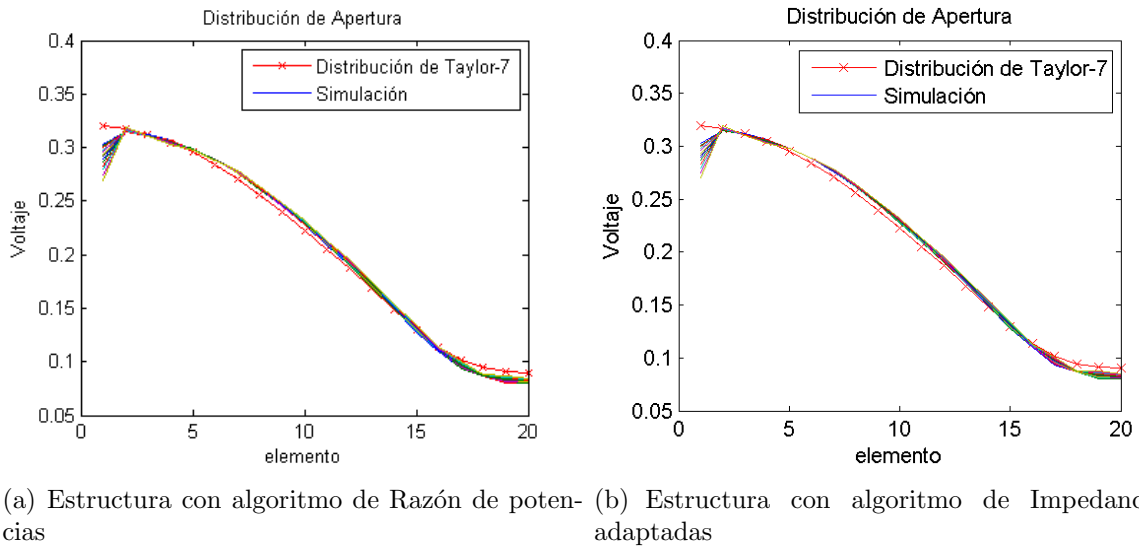 Distribución de Apertura
0.4
0.35
0.3
0.25
0.2
0.15
0.1
0.05
Voltaje
Distribución de Taylor-7
Simulación
0 5 10 15 20
elemento
(a) Estructura con algoritmo de Razón de poten-
cias
Distribución de Apertura
0.4
0.35
0.3
0.25
0.2
0.15
0.1
0.05
Voltaje
Distribución de Taylor-7
Simulación
0 5 10 15 20
elemento
(b) Estructura con algoritmo de Impedanc
adaptadas